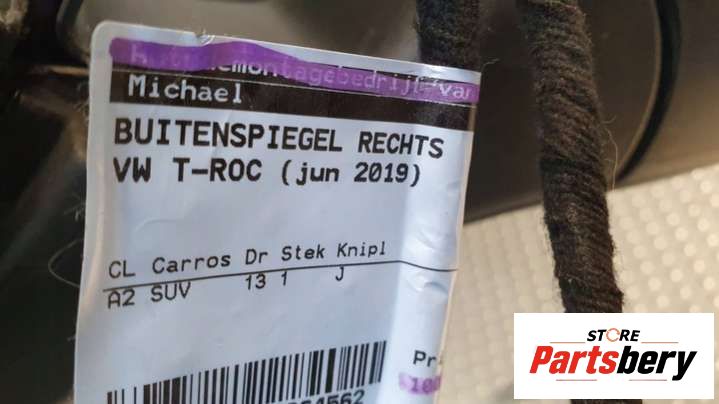 Michael
BUITENSPIEGEL RECHTS
VW T-ROC (jun 2019)
CL Carros Dr Stek Knipl
A2 SUV 13 1 J
STORE
Partsbery